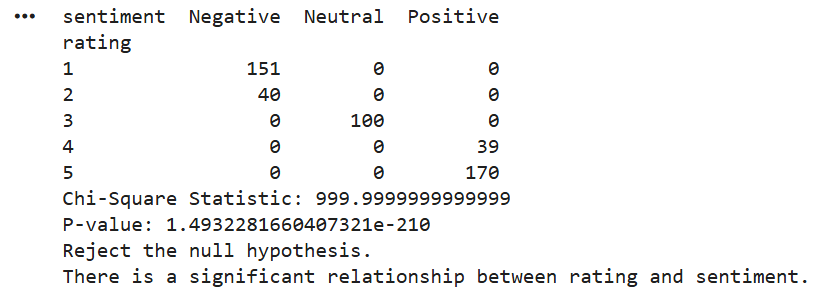 ••• sentiment  Negative  Neutral  Positive
rating
1               151        0         0
2                40        0         0
3                 0      100         0
4                 0        0        39
5                 0        0       170
Chi-Square Statistic: 999.9999999999999
P-value: 1.4932281660407321e-210
Reject the null hypothesis.
There is a significant relationship between rating and sentiment.